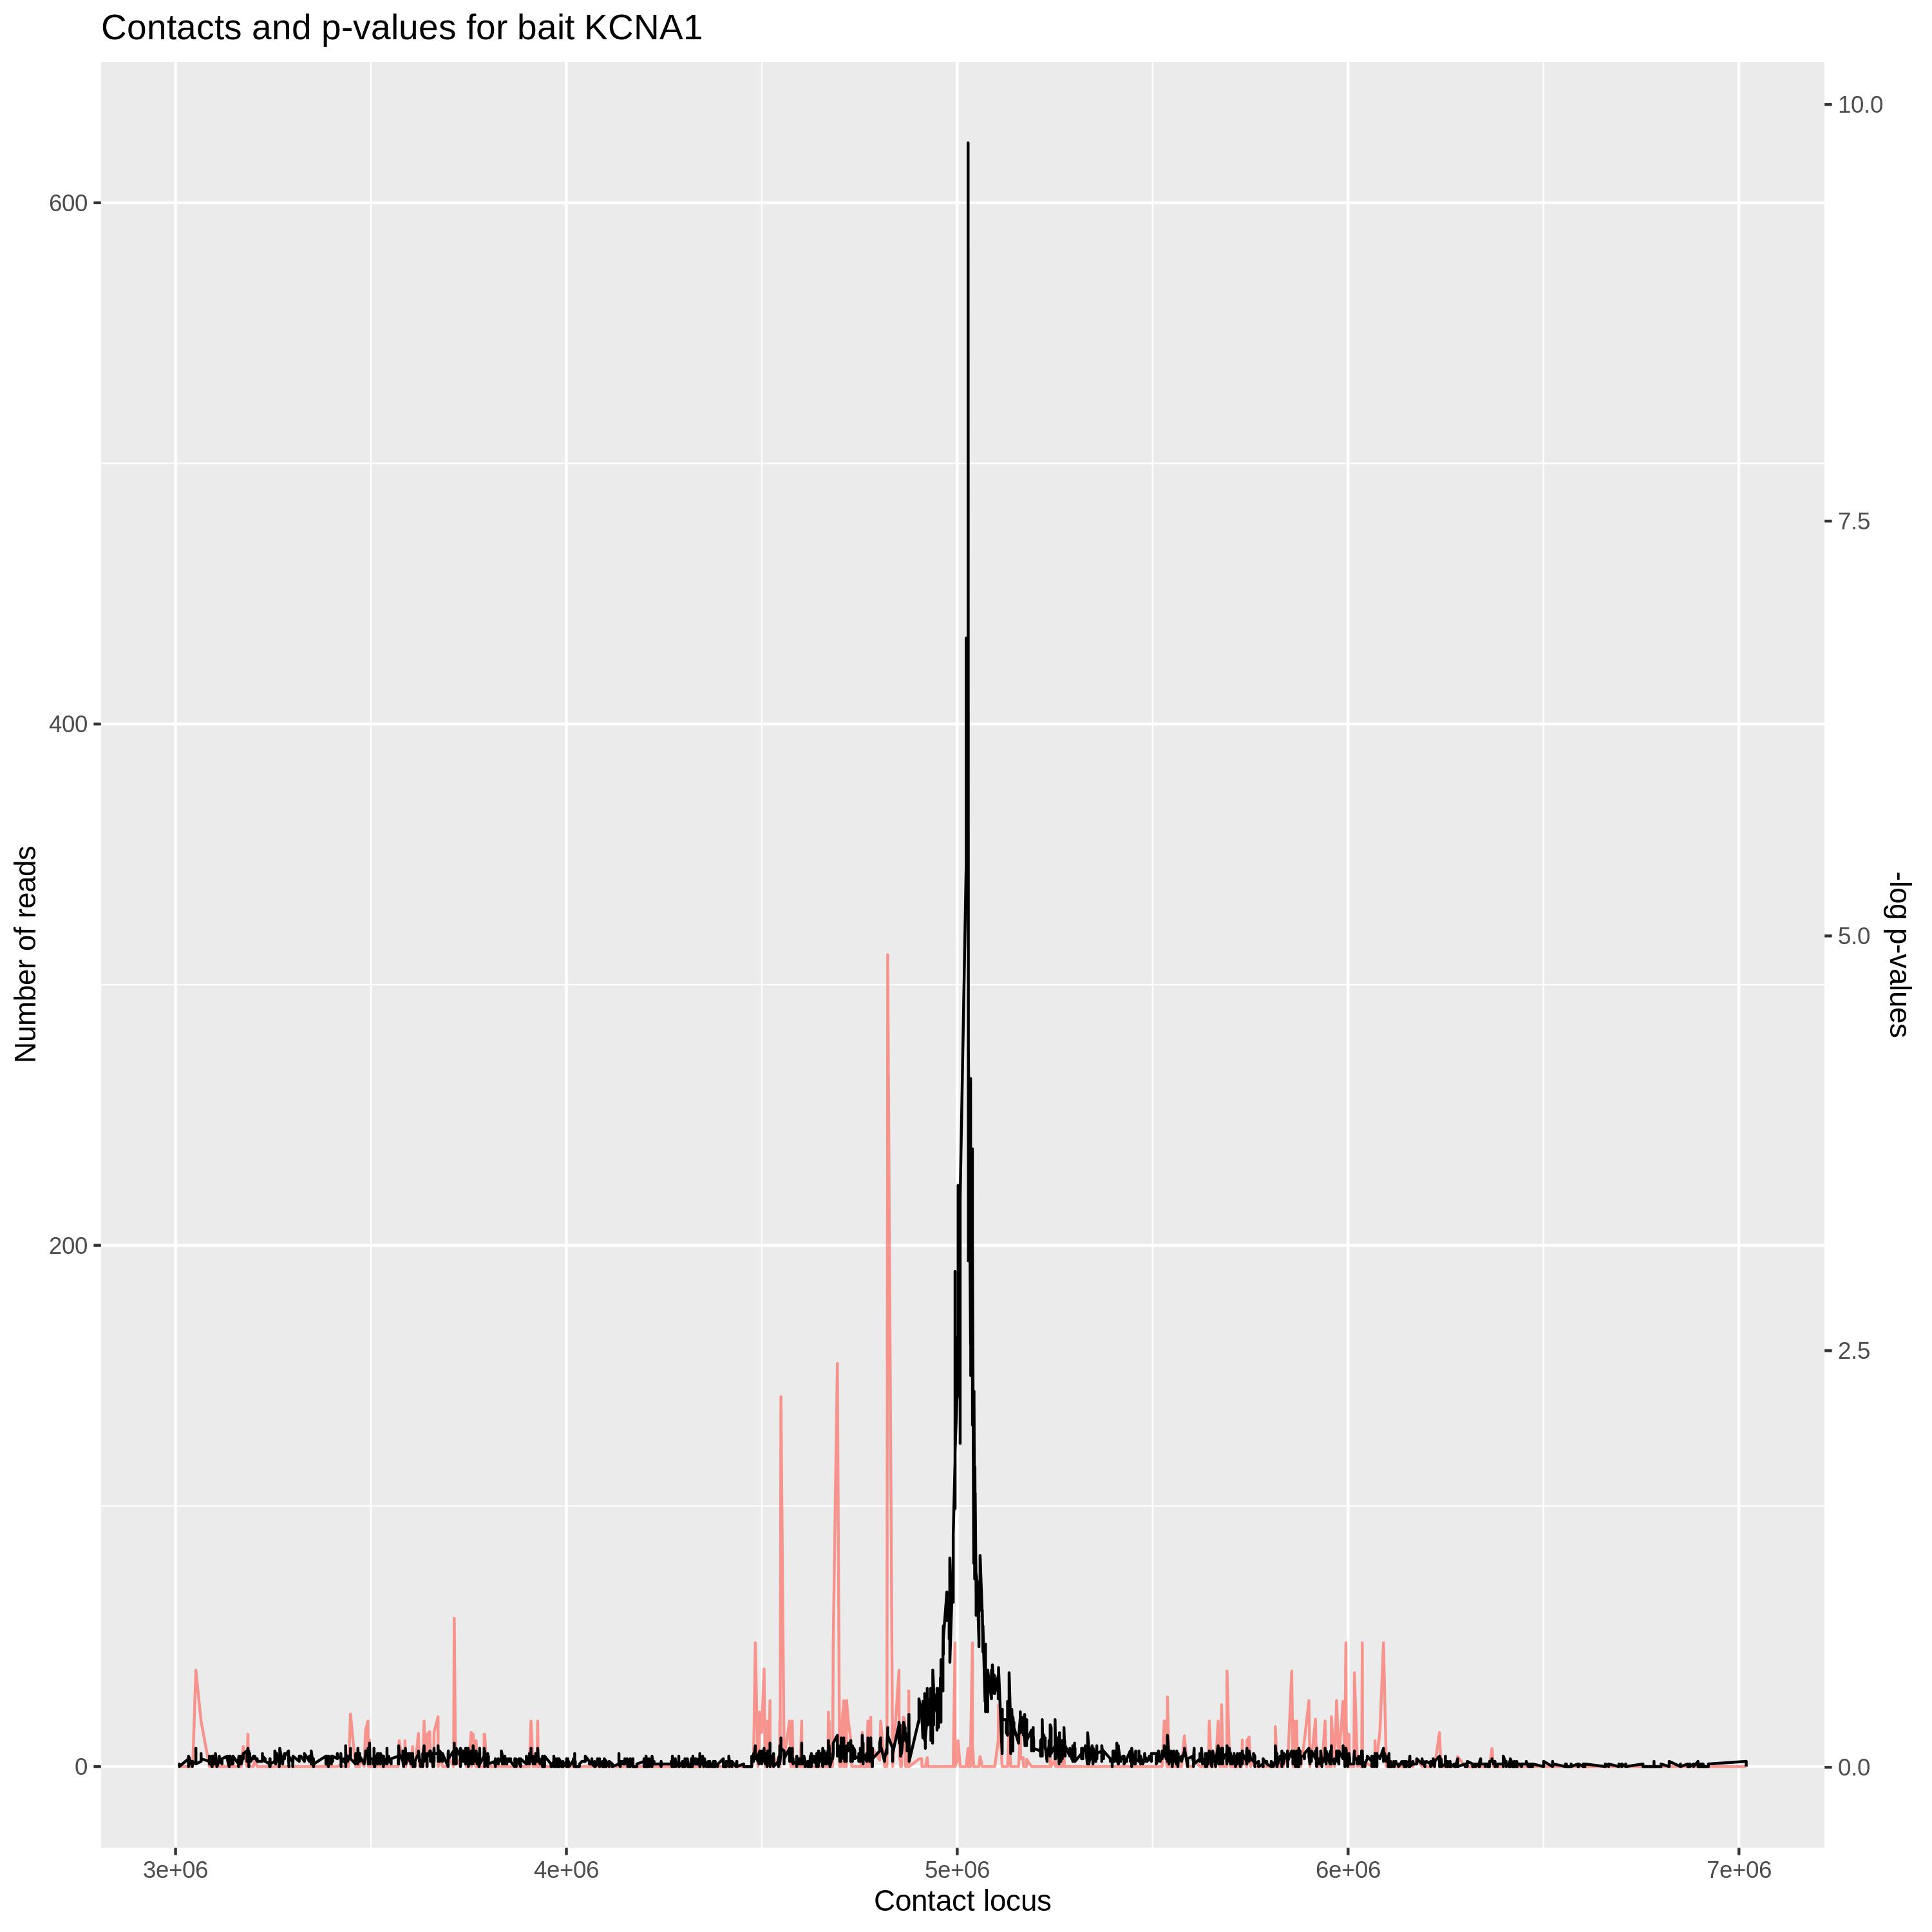 Contacts and p-values for bait KCNA1
600
400
200
0
Number of reads
10.0
7.5
5.0
2.5
0.0
-log p-values
3e+06 4e+06 5e+06 6e+06 7e+06
Contact locus